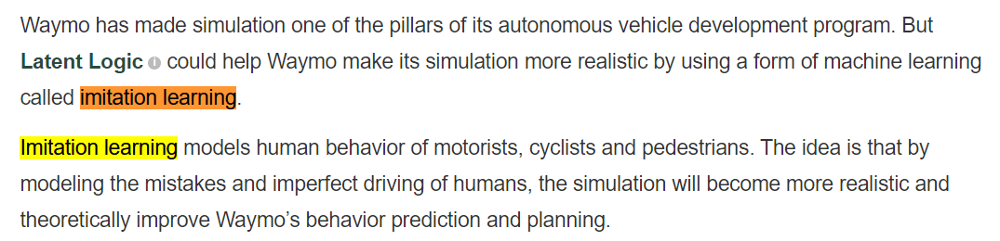 Waymo has made simulation one of the pillars of its autonomous vehicle development program. But
Latent Logic could help Waymo make its simulation more realistic by using a form of machine learning
called imitation learning.
Imitation learning models human behavior of motorists, cyclists and pedestrians. The idea is that by
modeling the mistakes and imperfect driving of humans, the simulation will become more realistic and
theoretically improve Waymo’s behavior prediction and planning.